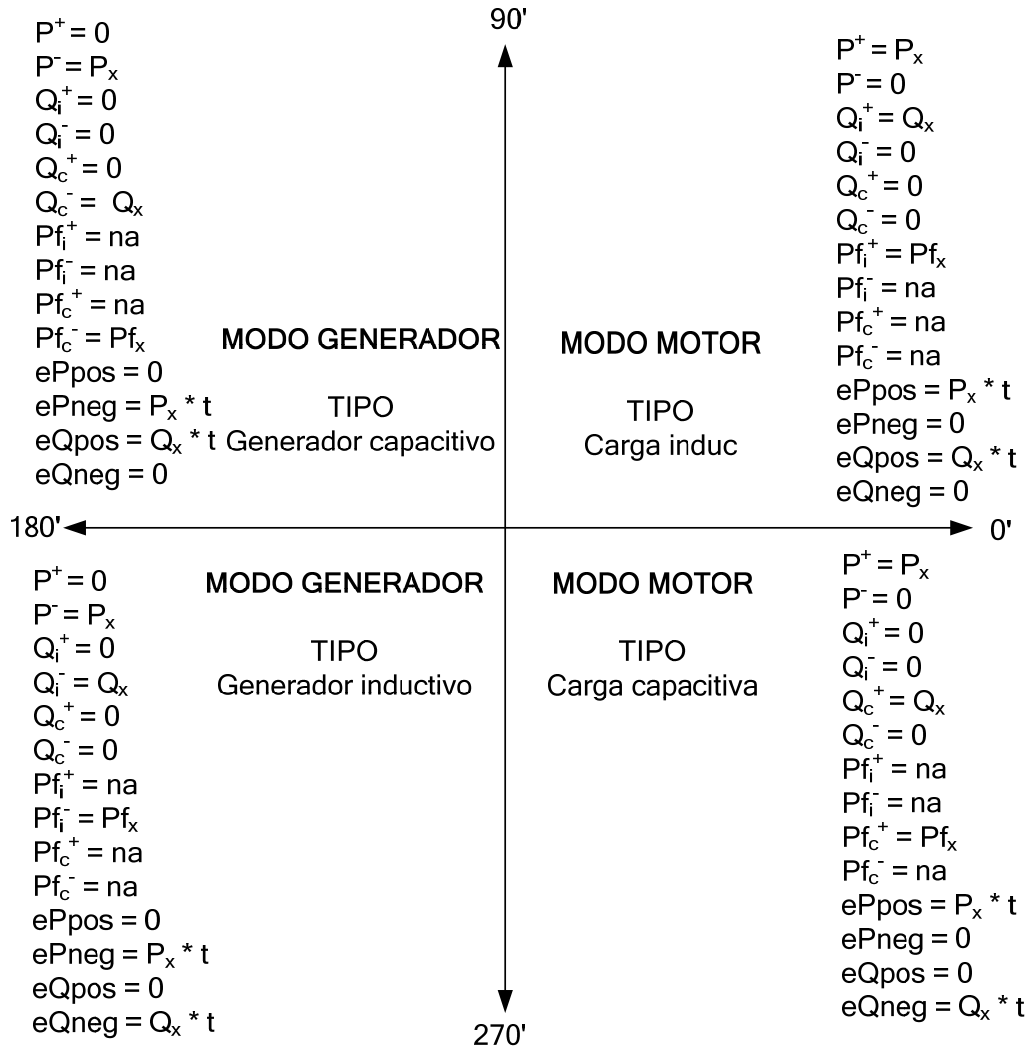 90'
P⁺ = 0
P⁻ = Pₓ
Qᵢ⁺ = 0
Qᵢ⁻ = 0
Q꜀⁺ = 0
Q꜀⁻ = Qₓ
Pfᵢ⁺ = na
Pfᵢ⁻ = na
Pf꜀⁺ = na
Pf꜀⁻ = Pfₓ
ePpos = 0
ePneg = Pₓ * t
eQpos = Qₓ * t
eQneg = 0
MODO GENERADOR
TIPO
Generador capacitivo
MODO MOTOR
TIPO
Carga induc
P⁺ = Pₓ
P⁻ = 0
Qᵢ⁺ = Qₓ
Qᵢ⁻ = 0
Q꜀⁺ = 0
Q꜀⁻ = 0
Pfᵢ⁺ = Pfₓ
Pfᵢ⁻ = na
Pf꜀⁺ = na
Pf꜀⁻ = na
ePpos = Pₓ * t
ePneg = 0
eQpos = Qₓ * t
eQneg = 0
180'
0'
P⁺ = 0
P⁻ = Pₓ
Qᵢ⁺ = 0
Qᵢ⁻ = Qₓ
Q꜀⁺ = 0
Q꜀⁻ = 0
Pfᵢ⁺ = na
Pfᵢ⁻ = Pfₓ
Pf꜀⁺ = na
Pf꜀⁻ = na
ePpos = 0
ePneg = Pₓ * t
eQpos = 0
eQneg = Qₓ * t
MODO GENERADOR
TIPO
Generador inductivo
MODO MOTOR
TIPO
Carga capacitiva
P⁺ = Pₓ
P⁻ = 0
Qᵢ⁺ = 0
Qᵢ⁻ = 0
Q꜀⁺ = Qₓ
Q꜀⁻ = 0
Pfᵢ⁺ = na
Pfᵢ⁻ = na
Pf꜀⁺ = Pfₓ
Pf꜀⁻ = na
ePpos = Pₓ * t
ePneg = 0
eQpos = 0
eQneg = Qₓ * t
270'